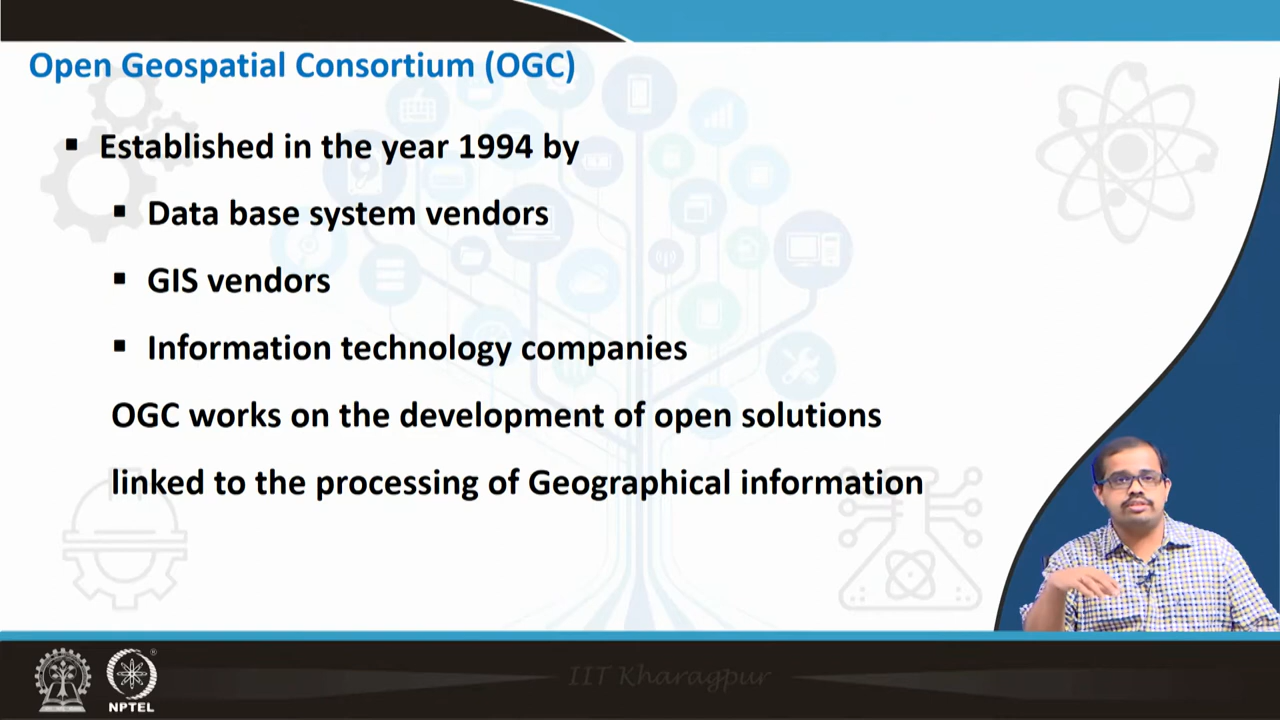 Open Geospatial Consortium (OGC)
▪ Established in the year 1994 by
▪ Data base system vendors
▪ GIS vendors
▪ Information technology companies
OGC works on the development of open solutions
linked to the processing of Geographical information
IIT Kharagpur
NPTEL